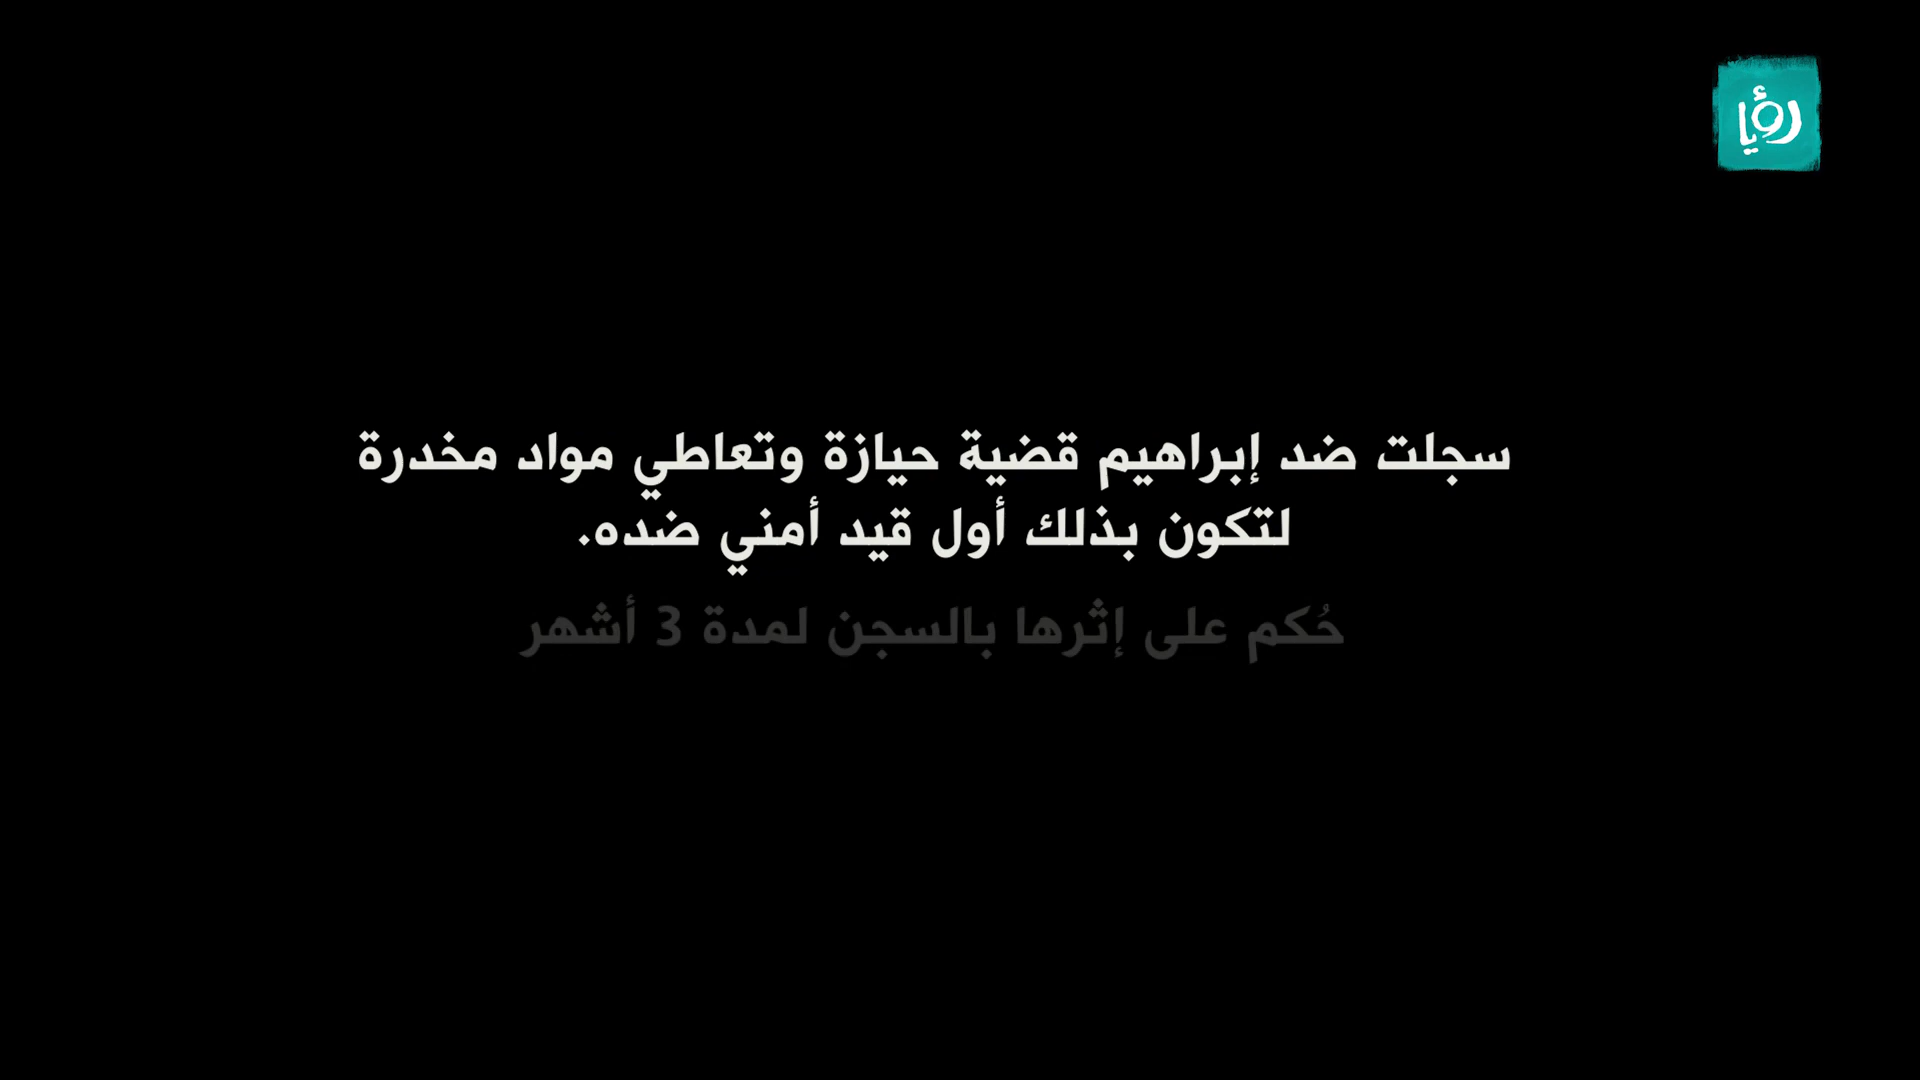 رؤيا
سجلت ضد إبراهيم قضية حيازة وتعاطي مواد مخدرة
لتكون بذلك أول قيد أمني ضده.
حُكم على إثرها بالسجن لمدة 3 أشهر